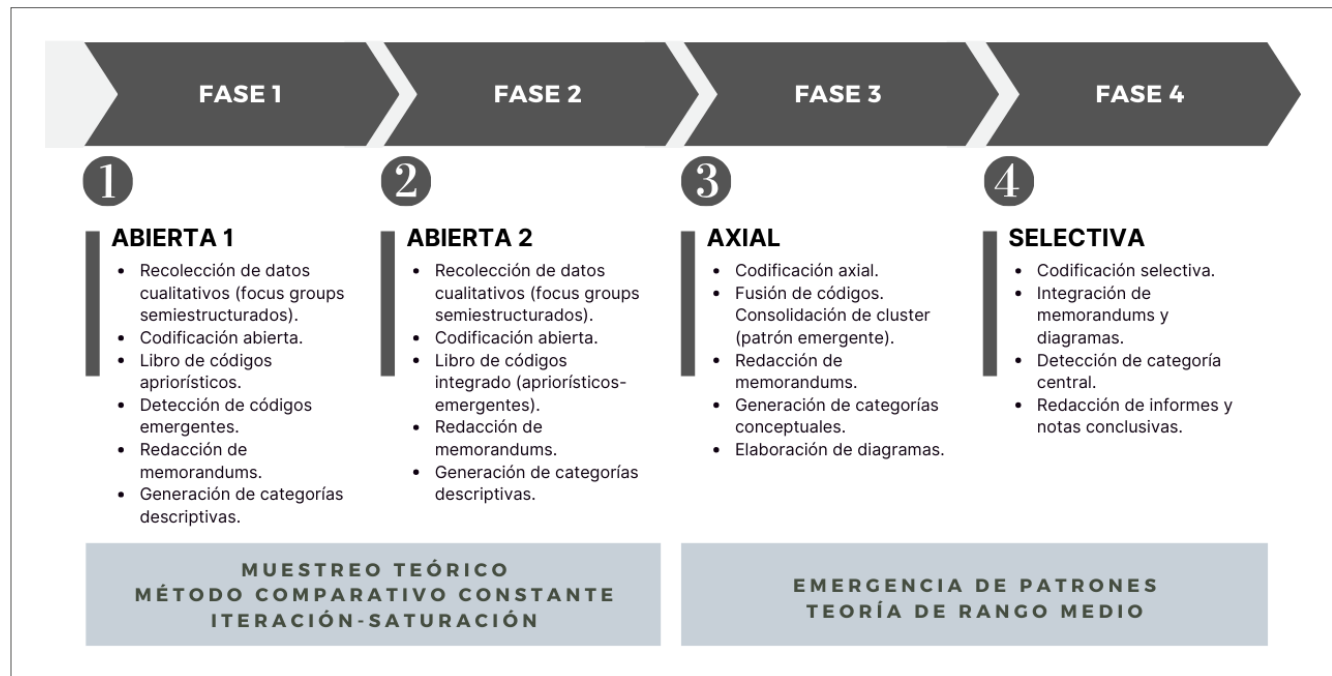 FASE 1
FASE 2
FASE 3
FASE 4
1
ABIERTA 1
• Recolección de datos
cualitativos (focus groups
semiestructurados).
• Codificación abierta.
• Libro de códigos
apriorísticos.
• Detección de códigos
emergentes.
• Redacción de
memorandums.
• Generación de categorías
descriptivas.
2
ABIERTA 2
• Recolección de datos
cualitativos (focus groups
semiestructurados).
• Codificación abierta.
• Libro de códigos
integrado (apriorísticos-
emergentes).
• Redacción de
memorandums.
• Generación de categorías
descriptivas.
3
AXIAL
• Codificación axial.
• Fusión de códigos.
Consolidación de cluster
(patrón emergente).
• Redacción de
memorandums.
• Generación de categorías
conceptuales.
• Elaboración de diagramas.
4
SELECTIVA
• Codificación selectiva.
• Integración de
memorandums y
diagramas.
• Detección de categoría
central.
• Redacción de informes y
notas conclusivas.
MUESTREO TEÓRICO
MÉTODO COMPARATIVO CONSTANTE
ITERACIÓN-SATURACIÓN
EMERGENCIA DE PATRONES
TEORÍA DE RANGO MEDIO